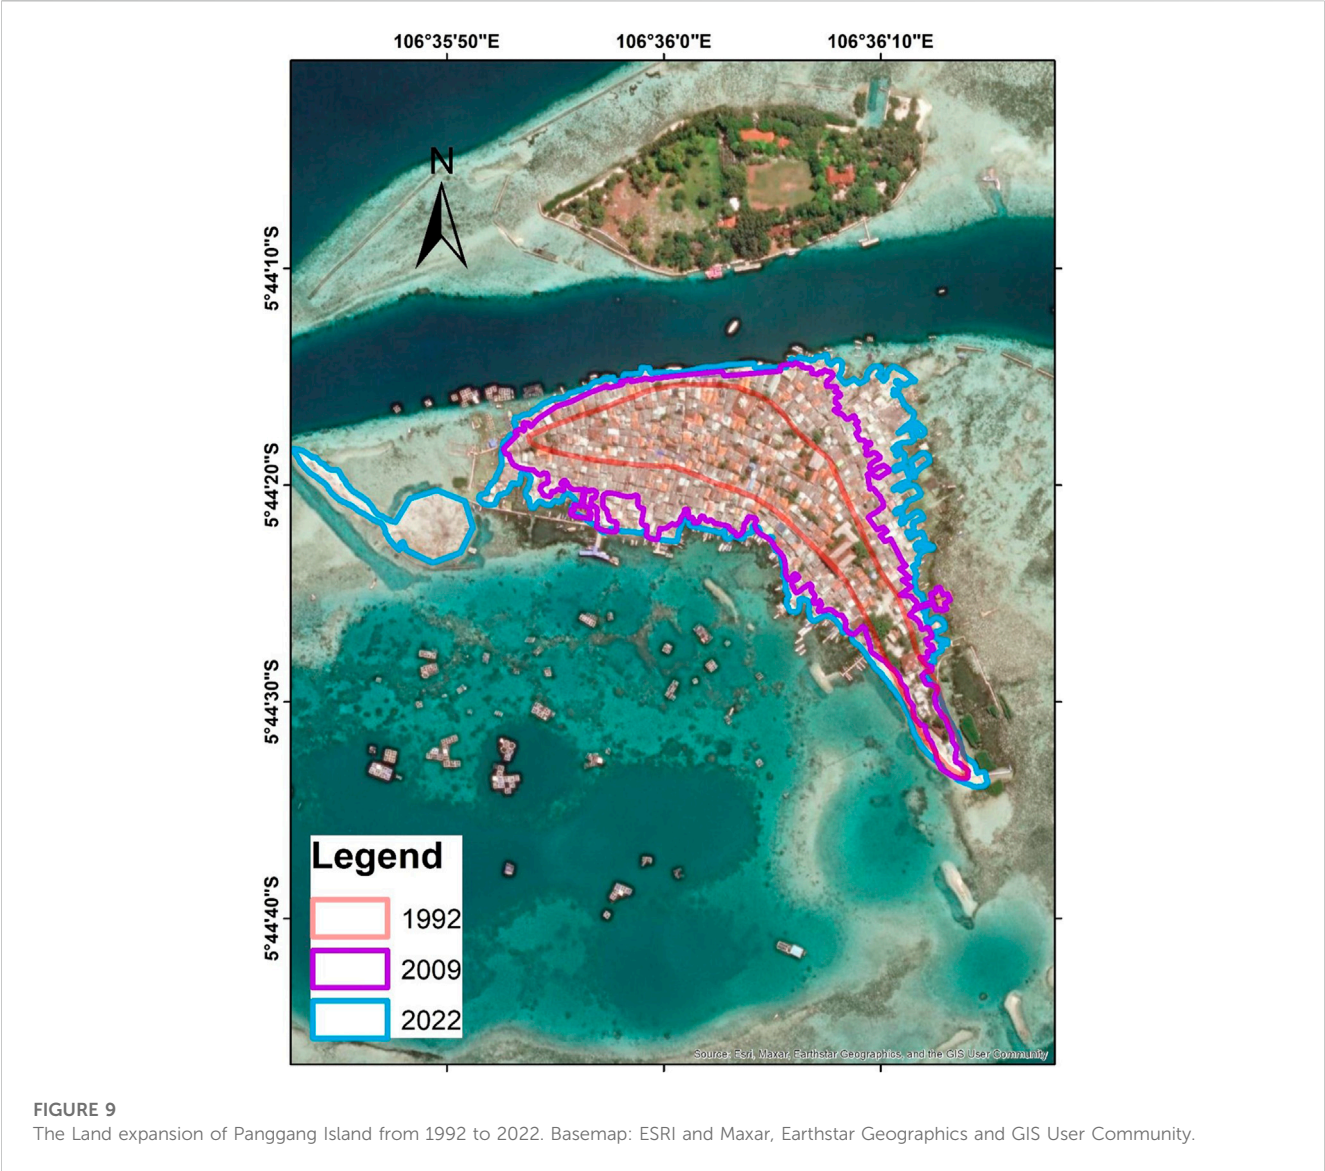 106°35'50"E 106°36'0"E 106°36'10"E
N
5°44'10"S
5°44'20"S
5°44'30"S
5°44'40"S
Legend
1992
2009
2022
Source: Esri, Maxar, Earthstar Geographics, and the GIS User Community
FIGURE 9
The Land expansion of Panggang Island from 1992 to 2022. Basemap: ESRI and Maxar, Earthstar Geographics and GIS User Community.